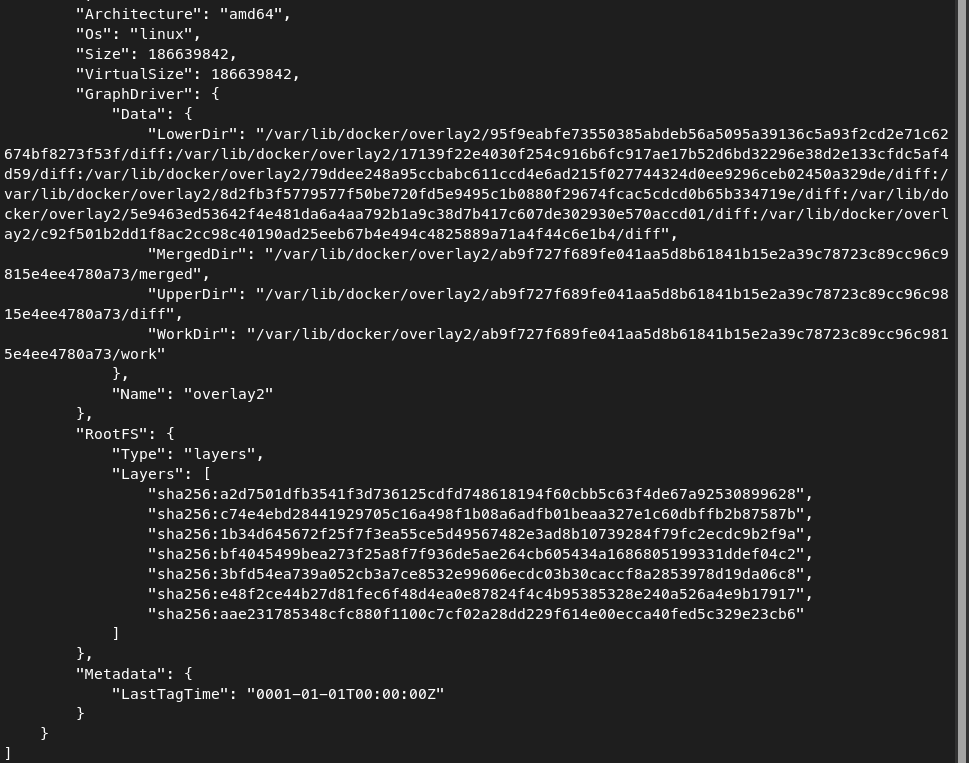 "Architecture": "amd64",
"Os": "linux",
"Size": 186639842,
"VirtualSize": 186639842,
"GraphDriver": {
"Data": {
"LowerDir": "/var/lib/docker/overlay2/95f9eabfe73550385abdeb56a5095a39136c5a93f2cd2e71c62
674bf8273f53f/diff:/var/lib/docker/overlay2/17139f22e4030f254c916b6fc917ae17b52d6bd32296e38d2e133cfdc5af4
d59/diff:/var/lib/docker/overlay2/79ddee248a95ccbabc611ccd4e6ad215f027744324d0ee9296ceb02450a329de/diff:/
var/lib/docker/overlay2/8d2fb3f5779577f50be720fd5e9495c1b0880f29674fcac5cdcd0b65b334719e/diff:/var/lib/do
cker/overlay2/5e9463ed53642f4e481da6a4aa792b1a9c38d7b417c607de302930e570accd01/diff:/var/lib/docker/overl
ay2/c92f501b2dd1f8ac2cc98c40190ad25eeb67b4e494c4825889a71a4f44c6e1b4/diff",
"MergedDir": "/var/lib/docker/overlay2/ab9f727f689fe041aa5d8b61841b15e2a39c78723c89cc96c9
815e4ee4780a73/merged",
"UpperDir": "/var/lib/docker/overlay2/ab9f727f689fe041aa5d8b61841b15e2a39c78723c89cc96c98
15e4ee4780a73/diff",
"WorkDir": "/var/lib/docker/overlay2/ab9f727f689fe041aa5d8b61841b15e2a39c78723c89cc96c981
5e4ee4780a73/work"
},
"Name": "overlay2"
},
"RootFS": {
"Type": "layers",
"Layers": [
"sha256:a2d7501dfb3541f3d736125cdfd748618194f60cbb5c63f4de67a92530899628",
"sha256:c74e4ebd28441929705c16a498f1b08a6adfb01beaa327e1c60dbffb2b87587b",
"sha256:1b34d645672f25f7f3ea55ce5d49567482e3ad8b10739284f79fc2ecdc9b2f9a",
"sha256:bf4045499bea273f25a8f7f936de5ae264cb605434a1686805199331ddef04c2",
"sha256:3bfd54ea739a052cb3a7ce8532e99606ecdc03b30caccf8a2853978d19da06c8",
"sha256:e48f2ce44b27d81fec6f48d4ea0e87824f4c4b95385328e240a526a4e9b17917",
"sha256:aae231785348cfc880f1100c7cf02a28dd229f614e00ecca40fed5c329e23cb6"
]
},
"Metadata": {
"LastTagTime": "0001-01-01T00:00:00Z"
}
}
]